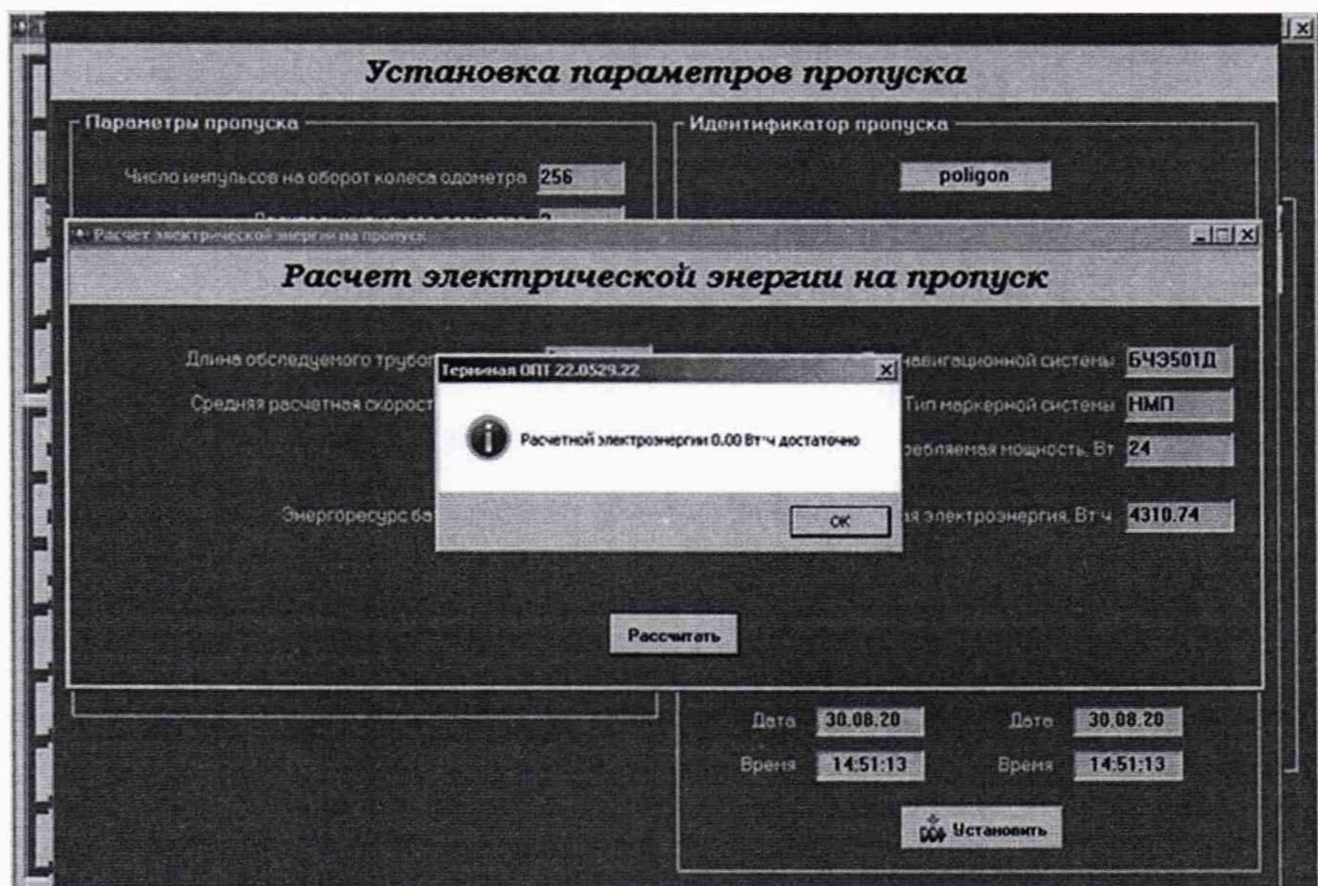 Установка параметров пропуска
Параметры пропуска
Идентификатор пропуска
Число импульсов на оборот колеса одометра 256
poligon
Расчет электрической энергии на пропуск
Расчет электрической энергии на пропуск
Длина обследуемого трубоп
навигационной системы БЧЭ501Д
Терминал ОПТ 22.0529.22
Средняя расчетная скорост
Тип маркерной системы НМП
Расчетной электроэнергии 0.00 Вт·ч достаточно
ребляемая мощность, Вт 24
Энергоресурс ба
ОК
ая электроэнергия, Вт·ч 4310.74
Рассчитать
Дата 30.08.20 Дата 30.08.20
Время 14:51:13 Время 14:51:13
Установить